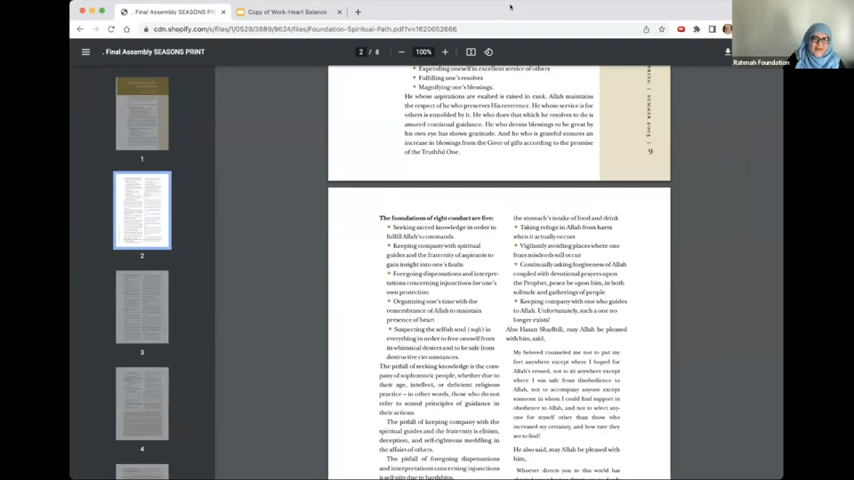 . Final Assembly SEASONS PRINT
Copy of Work-Heart Balance
cdn.shopify.com/s/files/1/0529/3889/9624/files/Foundation-Spiritual-Path.pdf?v=1620052666
. Final Assembly SEASONS PRINT
2 / 8
100%
Rahmah Foundation
1
2
3
4
Expending oneself in excellent service of others
Fulfilling one's resolves
Magnifying one's blessings.
He whose aspirations are exalted is raised in rank. Allah maintains
the respect of he who preserves His reverence. He whose service is for
others is ennobled by it. He who does that which he resolves to do is
assured continual guidance. He who deems blessings to be great by
his own eye has shown gratitude. And he who is grateful ensures an
increase in blessings from the Giver of gifts according to the promise
of the Truthful One.
SPRING | SUMMER 2005 |
9
The foundations of right conduct are five:
Seeking sacred knowledge in order to
fulfill Allah's commands
Keeping company with spiritual
guides and the fraternity of aspirants to
gain insight into one's faults
Foregoing dispensations and interpre-
tations concerning injunctions for one's
own protection
Organizing one's time with the
remembrance of Allah to maintain
presence of heart
Suspecting the selfish soul (nafs) in
everything in order to free oneself from
its whimsical desires and to be safe from
destructive circumstances.
The pitfall of seeking knowledge is the com-
pany of sophomoric people, whether due to
their age, intellect, or deficient religious
practice – in other words, those who do not
refer to sound principles of guidance in
their actions.
The pitfall of keeping company with the
spiritual guides and the fraternity is elitism,
deception, and self-righteous meddling in
the affairs of others.
The pitfall of foregoing dispensations
and interpretations concerning injunctions
is self-pity due to hardships.
the stomach's intake of food and drink
Taking refuge in Allah from harms
when it actually occurs
Vigilantly avoiding places where one
fears misdeeds will occur
Continually asking forgiveness of Allah
coupled with devotional prayers upon
the Prophet, peace be upon him, in both
solitude and gatherings of people
Keeping company with one who guides
to Allah. Unfortunately, such a one no
longer exists!
Abu Hasan Shadhili, may Allah be pleased
with him, said,
My beloved counseled me not to put my
feet anywhere except where I hoped for
Allah's reward, not to sit anywhere except
where I was safe from disobedience to
Allah, not to accompany anyone except
someone in whom I could find support in
obedience to Allah, and not to select any-
one for myself other than those who
increased my certainty, and how rare they
are to find!
He also said, may Allah be pleased with
him,
Whoever directs you to this world has